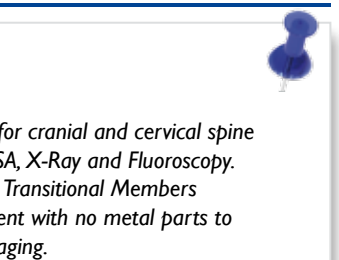 for cranial and cervical spine
SA, X-Ray and Fluoroscopy.
Transitional Members
ent with no metal parts to
aging.